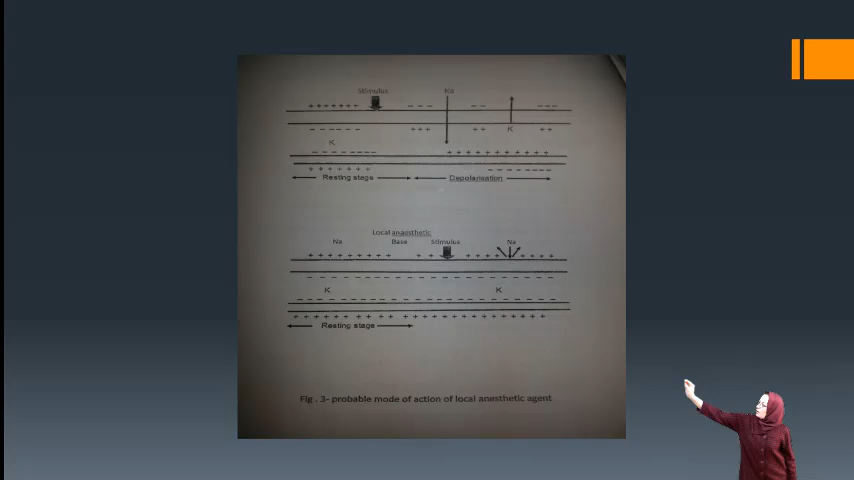 Stimulus Na
+ + + + + + + – – – – – – – –
– – – – – – + + + + + K + +
K
– – – – – – – – + + + + + + + + + +
+ + + + + + + – – – – – – – –
Resting stage Depolarisation
Local anaesthetic
Na Base Stimulus Na
+ + + + + + + + + + + + + + + + + + + +
– – – – – – – – – – – – – – – – – – – – – – –
K K
– – – – – – – – – – – – – – – – – – – – – – –
+ + + + + + + + + + + + + + + + + + + + + +
Resting stage
Fig . 3- probable mode of action of local anesthetic agent